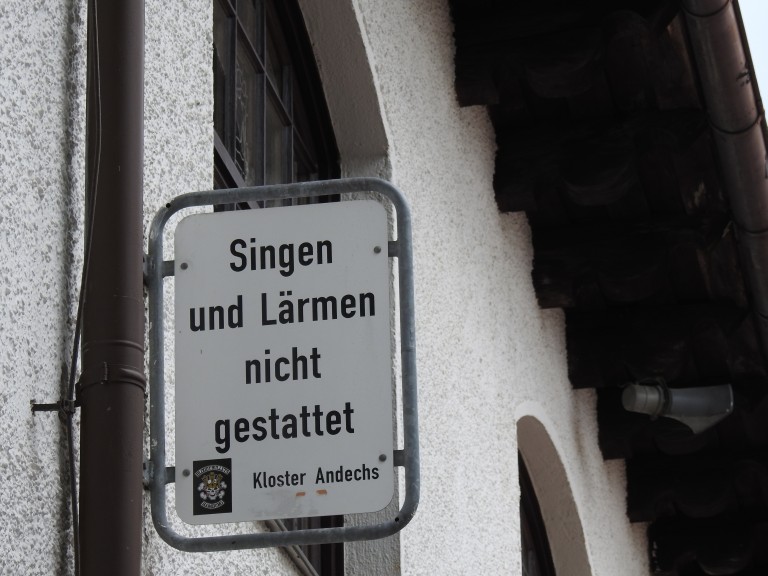 Singen
und Lärmen
nicht
gestattet
Kloster Andechs